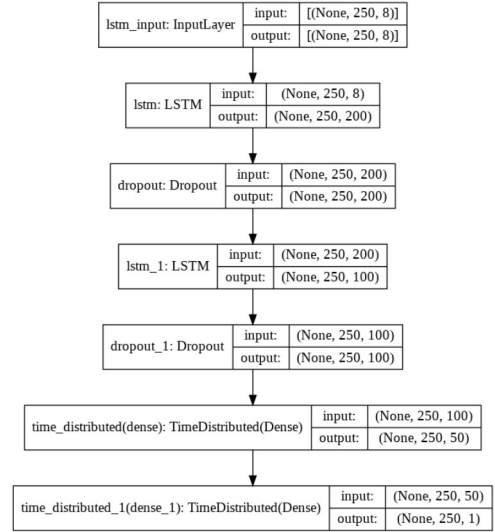 lstm_input: InputLayer
input: [(None, 250, 8)]
output: [(None, 250, 8)]
lstm: LSTM
input: (None, 250, 8)
output: (None, 250, 200)
dropout: Dropout
input: (None, 250, 200)
output: (None, 250, 200)
lstm_1: LSTM
input: (None, 250, 200)
output: (None, 250, 100)
dropout_1: Dropout
input: (None, 250, 100)
output: (None, 250, 100)
time_distributed(dense): TimeDistributed(Dense)
input: (None, 250, 100)
output: (None, 250, 50)
time_distributed_1(dense_1): TimeDistributed(Dense)
input: (None, 250, 50)
output: (None, 250, 1)